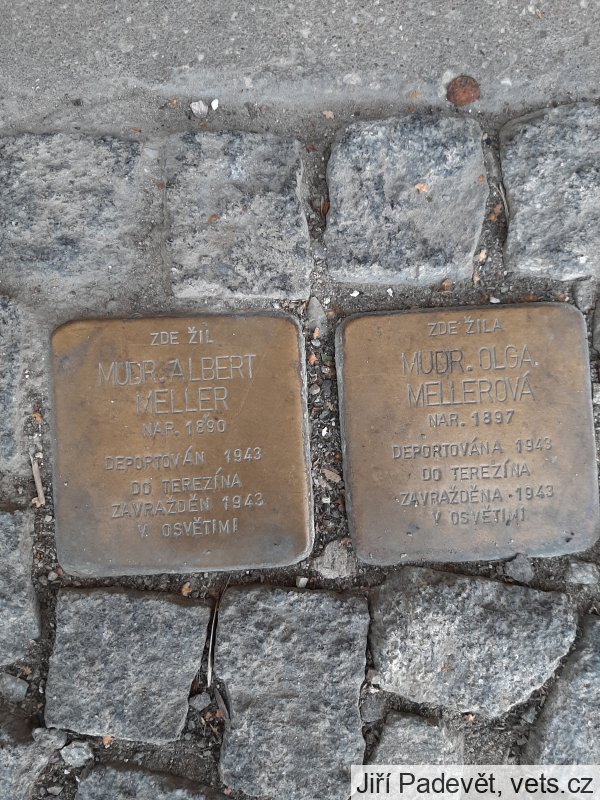 ZDE ŽIL
MUDR. ALBERT
MELLER
NAR. 1890
DEPORTOVÁN 1943
DO TEREZÍNA
ZAVRAŽDĚN 1943
V OSVĚTIMI
ZDE ŽILA
MUDR. OLGA
MELLEROVÁ
NAR. 1897
DEPORTOVÁNA 1943
DO TEREZÍNA
ZAVRAŽDĚNA 1943
V OSVĚTIMI
Jiří Padevět, vets.cz